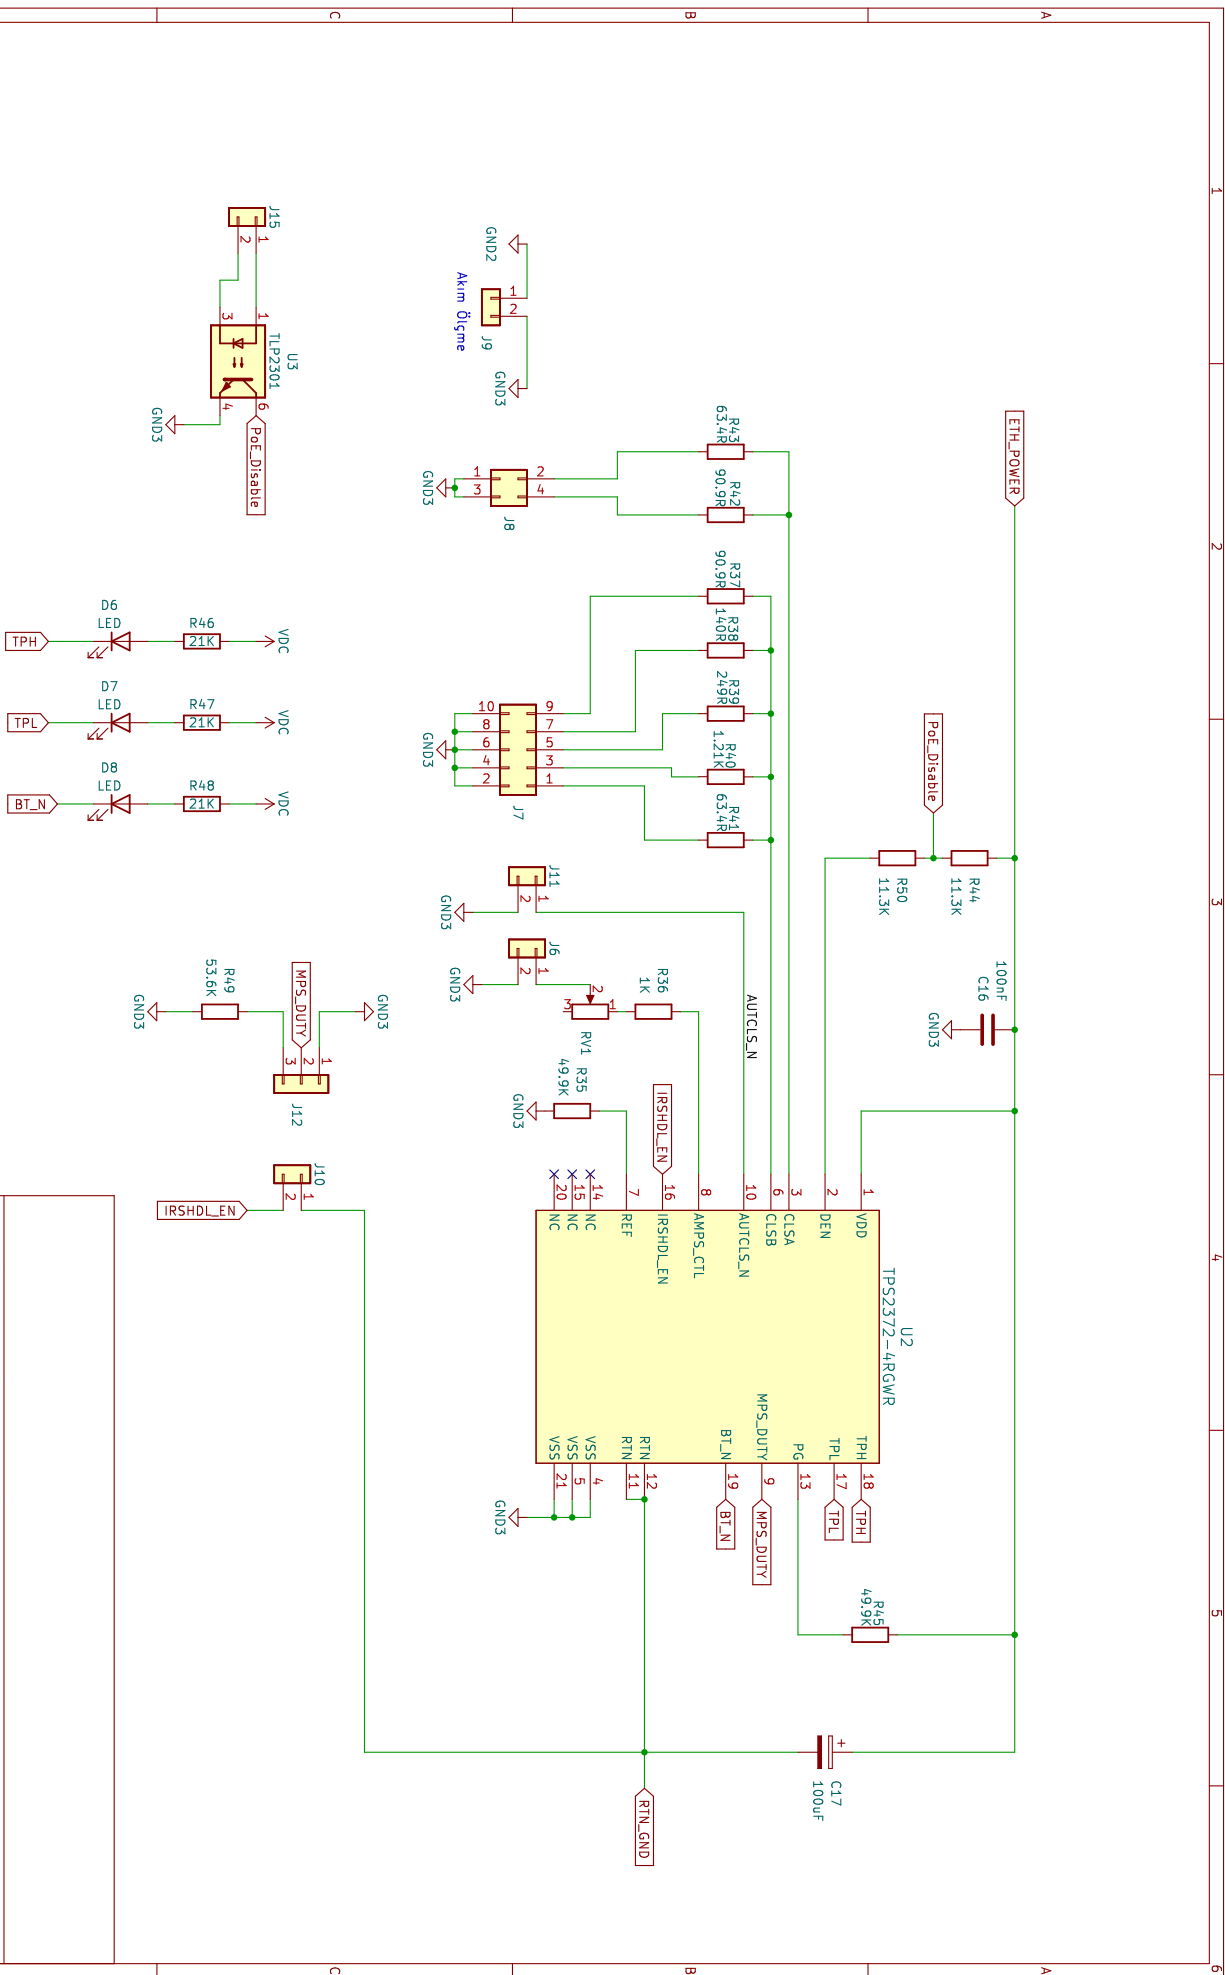 C
B
A
1
2
3
4
5
6
A
B
C
ETH_POWER
PoE_Disable
R44
11.3K
R50
11.3K
100nF
C16
GND3
R43
63.4R
R42
90.9R
R37
90.9R
R38
140R
R39
249R
R40
1.21K
R41
63.4R
GND2
1
2
J9
Akım Ölçme
GND3
2
4
1
3
J8
GND3
9
7
5
3
1
10
8
6
4
2
J7
GND3
J15
1
2
1
3
U3
TLP2301
6
4
GND3
PoE_Disable
D6
LED
R46
21K
VDC
TPH
D7
LED
R47
21K
VDC
TPL
D8
LED
R48
21K
VDC
BT_N
J11
1
2
GND3
J6
1
2
GND3
R36
1K
2
1
3
RV1
AUTCLS_N
R35
49.9K
GND3
IRSHDL_EN
R49
53.6K
GND3
MPS_DUTY
GND3
1
2
3
J12
J10
1
2
IRSHDL_EN
U2
TPS2372-4RGWR
1
VDD
2
DEN
3
CLSA
6
CLSB
10
AUTCLS_N
8
AMPS_CTL
16
IRSHDL_EN
7
REF
14
NC
15
NC
20
NC
TPH
18
TPH
TPL
17
TPL
PG
13
MPS_DUTY
9
MPS_DUTY
BT_N
19
BT_N
RTN
12
RTN
11
VSS
4
VSS
5
VSS
21
GND3
R45
49.9K
+
C17
100uF
RTN_GND